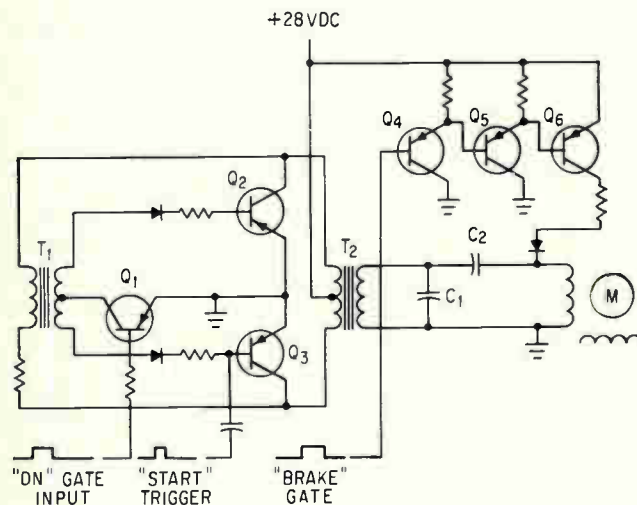 +28VDC
Q4
Q5
Q6
Q2
T1
Q1
T2
C2
C1
M
Q3
"ON" GATE
INPUT
"START"
TRIGGER
"BRAKE"
GATE